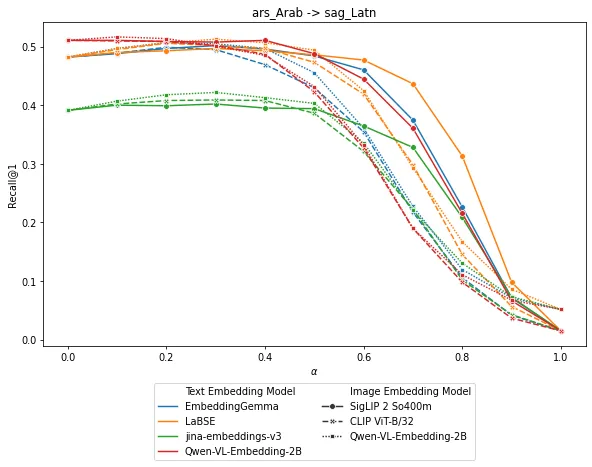 ars_Arab -> sag_Latn
0.5
0.4
0.3
0.2
0.1
0.0
Recall@1
0.0 0.2 0.4 0.6 0.8 1.0
α
Text Embedding Model Image Embedding Model
EmbeddingGemma SigLIP 2 So400m
LaBSE CLIP ViT-B/32
jina-embeddings-v3 Qwen-VL-Embedding-2B
Qwen-VL-Embedding-2B